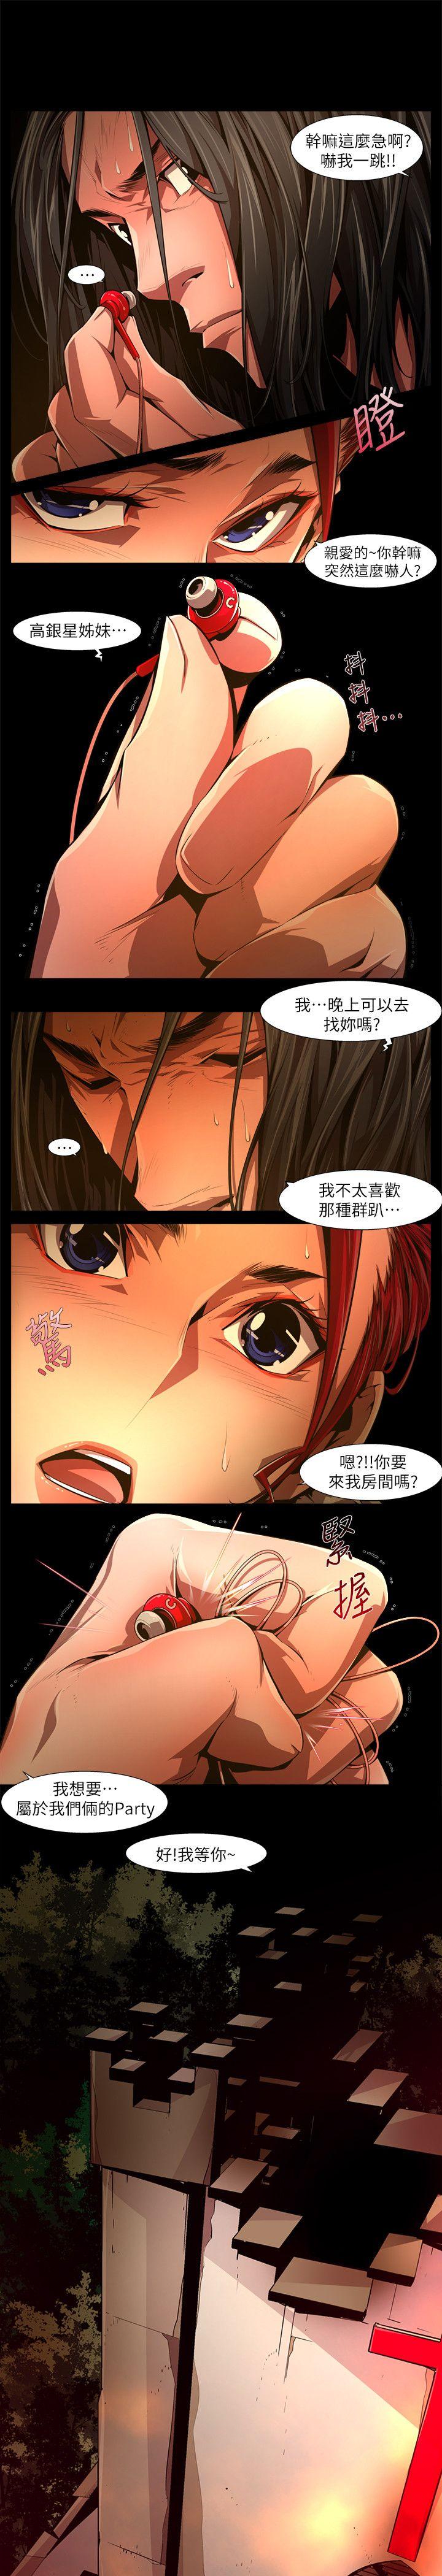 幹嘛這麼急啊?
嚇我一跳!!
...
瞪
親愛的~你幹嘛
突然這麼嚇人?
高銀星姊妹...
C
抖
抖
抖...
我...晚上可以去
找妳嗎?
...
我不太喜歡
那種群趴...
驚
嗯?!!你要
來我房間嗎?
緊
握
C
我想要...
屬於我們倆的Party
好!我等你~